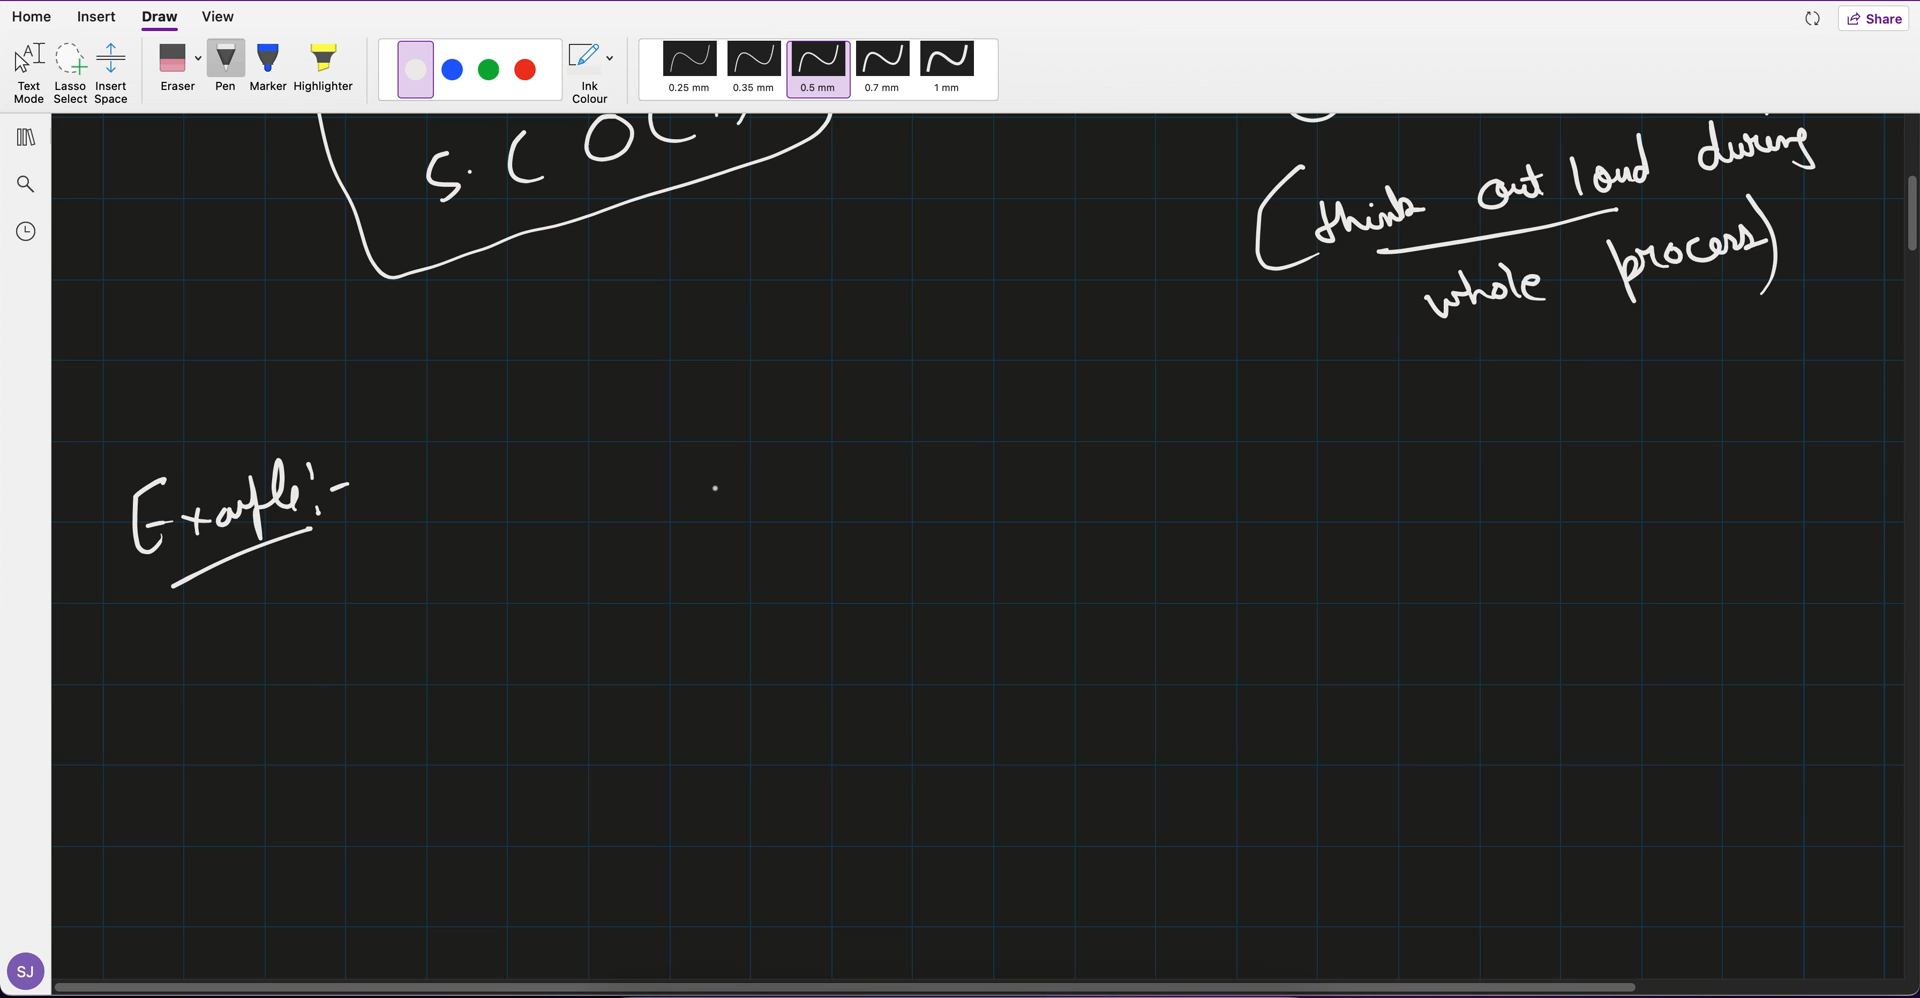 Home Insert Draw View
Share
Text Mode
Lasso Select
Insert Space
Eraser
Pen
Marker
Highlighter
Ink Colour
0.25 mm
0.35 mm
0.5 mm
0.7 mm
1 mm
S. C O(
(think out loud during
whole process)
Example:-
SJ